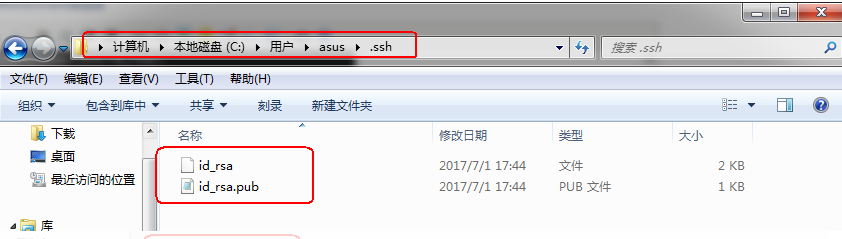 计算机 本地磁盘 (C:) 用户 asus .ssh 搜索 .ssh
文件(F) 编辑(E) 查看(V) 工具(T) 帮助(H)
组织 包含到库中 共享 刻录 新建文件夹
下载 名称 修改日期 类型 大小
桌面 id_rsa 2017/7/1 17:44 文件 2 KB
最近访问的位置 id_rsa.pub 2017/7/1 17:44 PUB 文件 1 KB
库